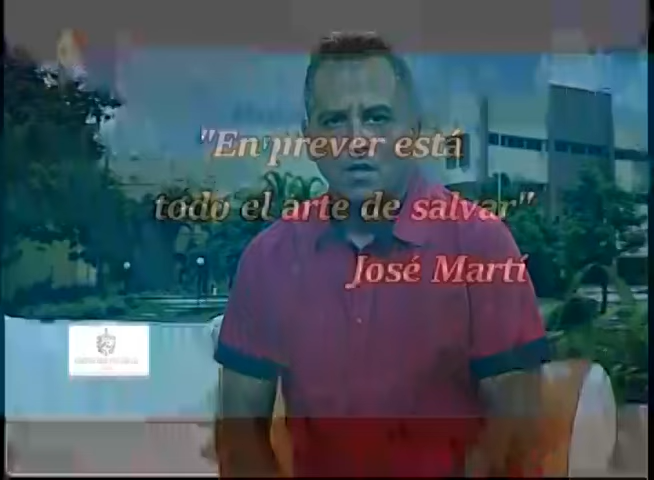 "En prever está
todo el arte de salvar"
José Martí